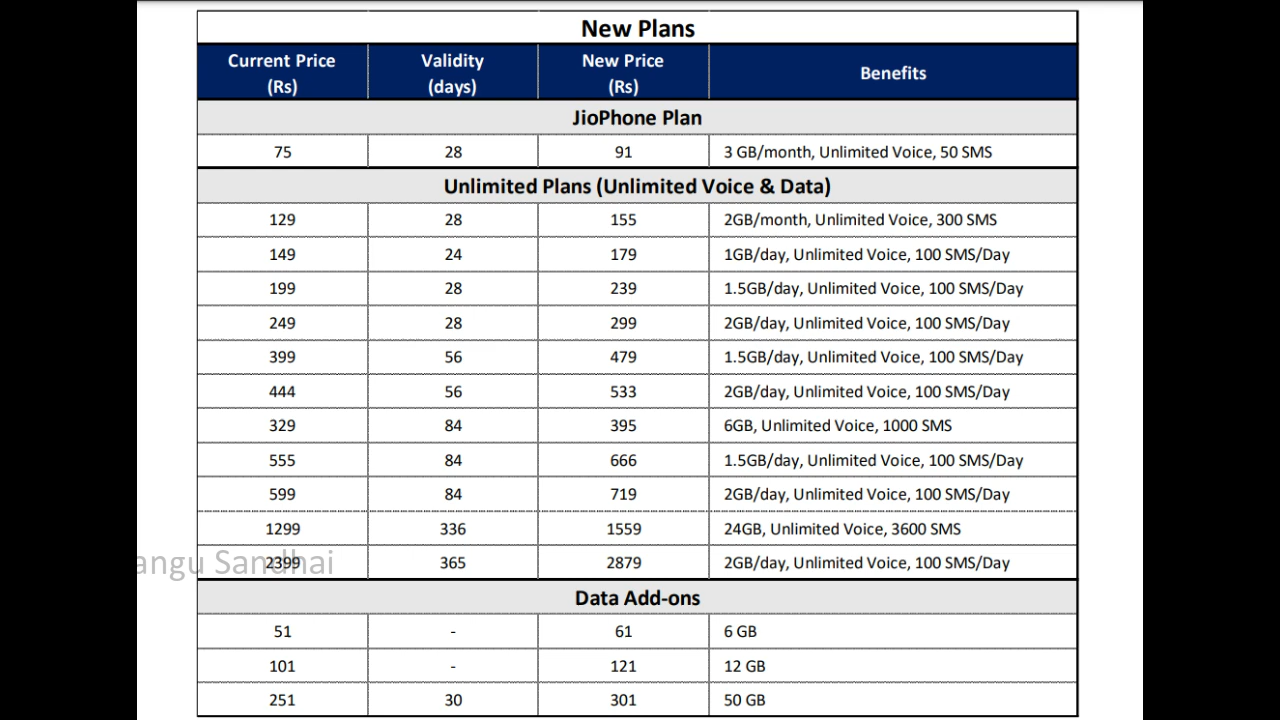 New Plans
Current Price (Rs) Validity (days) New Price (Rs) Benefits
JioPhone Plan
75 28 91 3 GB/month, Unlimited Voice, 50 SMS
Unlimited Plans (Unlimited Voice & Data)
129 28 155 2GB/month, Unlimited Voice, 300 SMS
149 24 179 1GB/day, Unlimited Voice, 100 SMS/Day
199 28 239 1.5GB/day, Unlimited Voice, 100 SMS/Day
249 28 299 2GB/day, Unlimited Voice, 100 SMS/Day
399 56 479 1.5GB/day, Unlimited Voice, 100 SMS/Day
444 56 533 2GB/day, Unlimited Voice, 100 SMS/Day
329 84 395 6GB, Unlimited Voice, 1000 SMS
555 84 666 1.5GB/day, Unlimited Voice, 100 SMS/Day
599 84 719 2GB/day, Unlimited Voice, 100 SMS/Day
1299 336 1559 24GB, Unlimited Voice, 3600 SMS
angu Sandhai
2399 365 2879 2GB/day, Unlimited Voice, 100 SMS/Day
Data Add-ons
51 - 61 6 GB
101 - 121 12 GB
251 30 301 50 GB